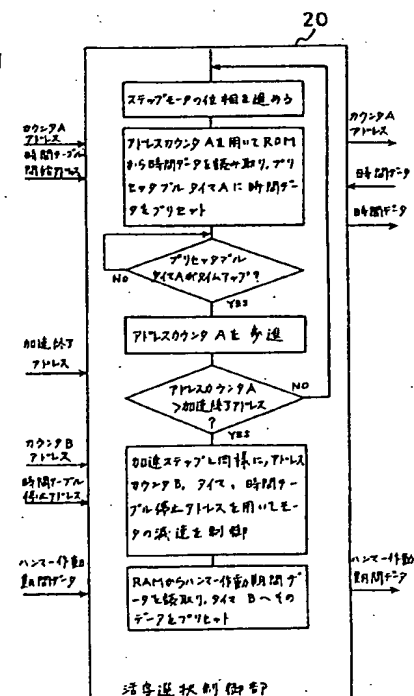 20
ステップモータの位相を進める
カウンタA
アドレス
時間テーブル
開始アドレス
アドレスカウンタAを用いてROM
から時間データを読み取り、プリ
セッタブルタイマAに時間デー
タをプリセット
カウンタA
アドレス
時間データ
時間データ
プリセッタブル
タイマAがタイムアップ?
NO
YES
アドレスカウンタAを歩進
加速終了
アドレス
アドレスカウンタA
>加速終了アドレス
?
NO
YES
カウンタB
アドレス
時間テーブル
停止アドレス
加速ステップと同様に、アドレス
カウンタB、タイマ、時間テー
ブル停止アドレスを用いてモー
タの減速を制御
ハンマー作動
期間データ
RAMからハンマー作動期間デ
ータを読取り、タイマBへその
データをプリセット
ハンマー作動
期間データ
活字選択制御部